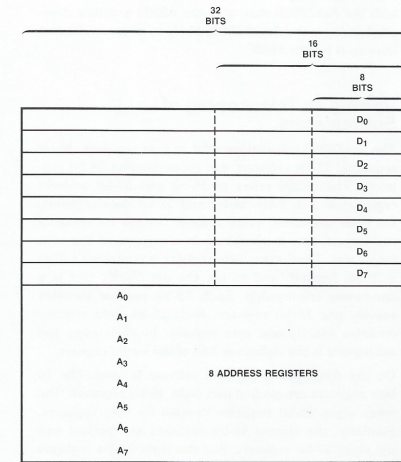 32
BITS
16
BITS
8
BITS
D0
D1
D2
D3
D4
D5
D6
D7
A0
A1
A2
A3
8 ADDRESS REGISTERS
A4
A5
A6
A7